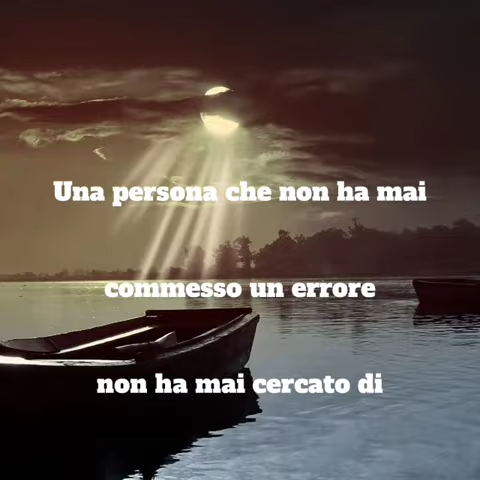 Una persona che non ha mai
commesso un errore
non ha mai cercato di